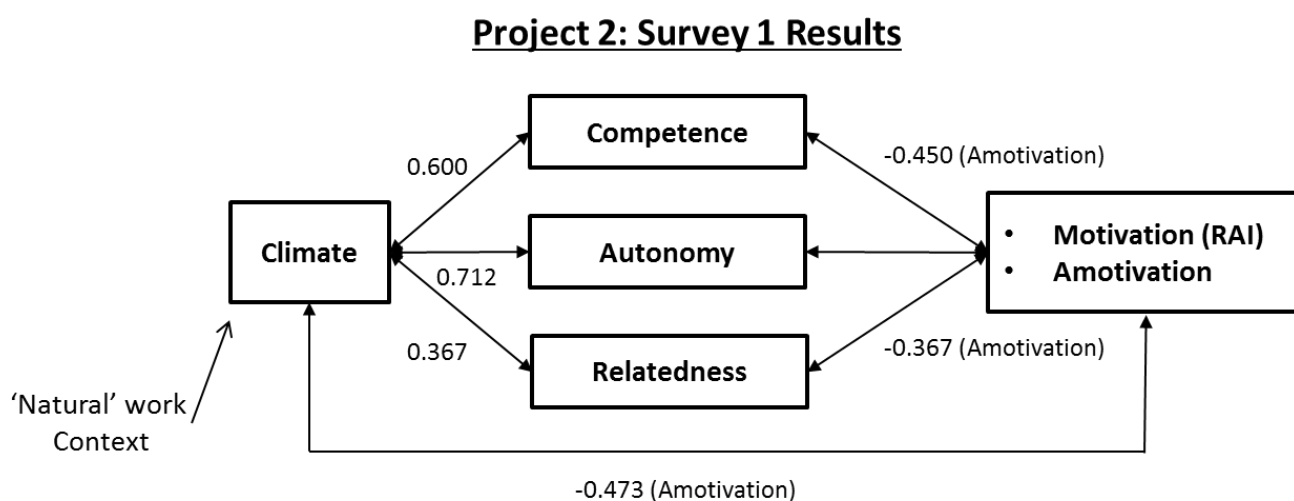 Project 2: Survey 1 Results
Competence
0.600
-0.450 (Amotivation)
Climate
Autonomy
• Motivation (RAI)
• Amotivation
0.712
0.367
Relatedness
-0.367 (Amotivation)
‘Natural’ work
Context
-0.473 (Amotivation)